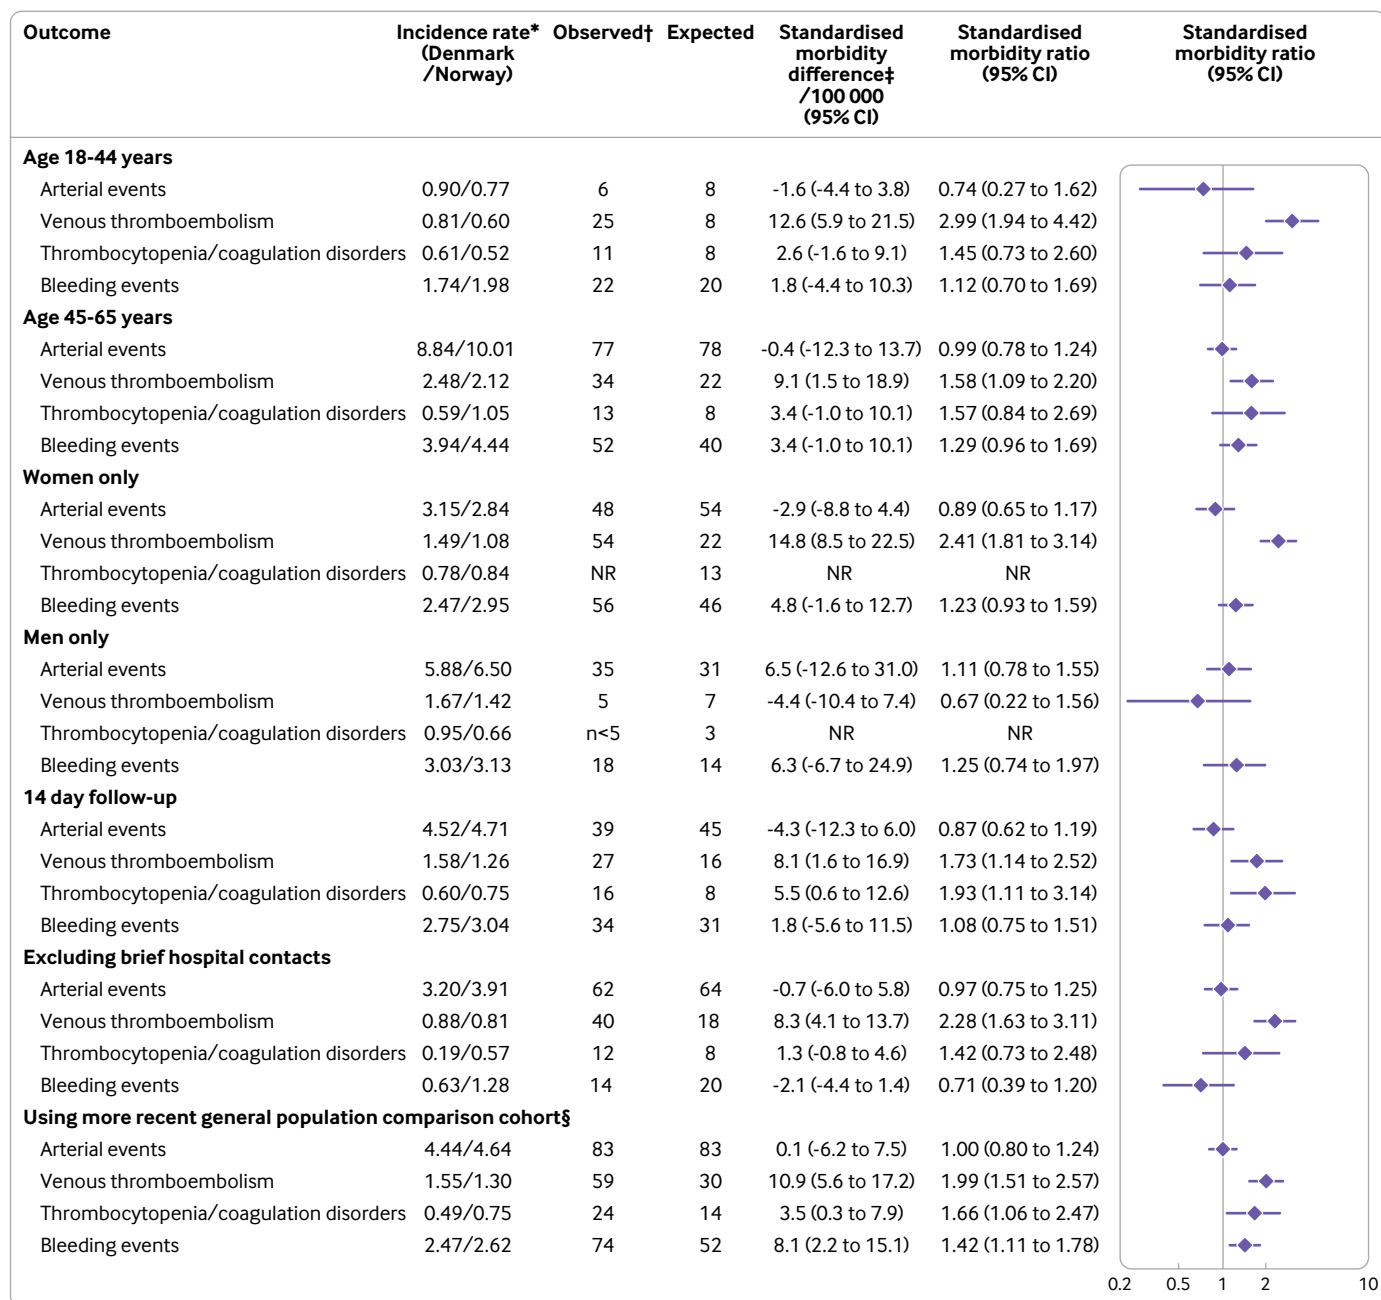 Outcome Incidence rate* (Denmark /Norway) Observed† Expected Standardised morbidity difference‡ /100 000 (95% CI) Standardised morbidity ratio (95% CI) Standardised morbidity ratio (95% CI)
Age 18-44 years
Arterial events 0.90/0.77 6 8 -1.6 (-4.4 to 3.8) 0.74 (0.27 to 1.62)
Venous thromboembolism 0.81/0.60 25 8 12.6 (5.9 to 21.5) 2.99 (1.94 to 4.42)
Thrombocytopenia/coagulation disorders 0.61/0.52 11 8 2.6 (-1.6 to 9.1) 1.45 (0.73 to 2.60)
Bleeding events 1.74/1.98 22 20 1.8 (-4.4 to 10.3) 1.12 (0.70 to 1.69)
Age 45-65 years
Arterial events 8.84/10.01 77 78 -0.4 (-12.3 to 13.7) 0.99 (0.78 to 1.24)
Venous thromboembolism 2.48/2.12 34 22 9.1 (1.5 to 18.9) 1.58 (1.09 to 2.20)
Thrombocytopenia/coagulation disorders 0.59/1.05 13 8 3.4 (-1.0 to 10.1) 1.57 (0.84 to 2.69)
Bleeding events 3.94/4.44 52 40 3.4 (-1.0 to 10.1) 1.29 (0.96 to 1.69)
Women only
Arterial events 3.15/2.84 48 54 -2.9 (-8.8 to 4.4) 0.89 (0.65 to 1.17)
Venous thromboembolism 1.49/1.08 54 22 14.8 (8.5 to 22.5) 2.41 (1.81 to 3.14)
Thrombocytopenia/coagulation disorders 0.78/0.84 NR 13 NR NR
Bleeding events 2.47/2.95 56 46 4.8 (-1.6 to 12.7) 1.23 (0.93 to 1.59)
Men only
Arterial events 5.88/6.50 35 31 6.5 (-12.6 to 31.0) 1.11 (0.78 to 1.55)
Venous thromboembolism 1.67/1.42 5 7 -4.4 (-10.4 to 7.4) 0.67 (0.22 to 1.56)
Thrombocytopenia/coagulation disorders 0.95/0.66 n<5 3 NR NR
Bleeding events 3.03/3.13 18 14 6.3 (-6.7 to 24.9) 1.25 (0.74 to 1.97)
14 day follow-up
Arterial events 4.52/4.71 39 45 -4.3 (-12.3 to 6.0) 0.87 (0.62 to 1.19)
Venous thromboembolism 1.58/1.26 27 16 8.1 (1.6 to 16.9) 1.73 (1.14 to 2.52)
Thrombocytopenia/coagulation disorders 0.60/0.75 16 8 5.5 (0.6 to 12.6) 1.93 (1.11 to 3.14)
Bleeding events 2.75/3.04 34 31 1.8 (-5.6 to 11.5) 1.08 (0.75 to 1.51)
Excluding brief hospital contacts
Arterial events 3.20/3.91 62 64 -0.7 (-6.0 to 5.8) 0.97 (0.75 to 1.25)
Venous thromboembolism 0.88/0.81 40 18 8.3 (4.1 to 13.7) 2.28 (1.63 to 3.11)
Thrombocytopenia/coagulation disorders 0.19/0.57 12 8 1.3 (-0.8 to 4.6) 1.42 (0.73 to 2.48)
Bleeding events 0.63/1.28 14 20 -2.1 (-4.4 to 1.4) 0.71 (0.39 to 1.20)
Using more recent general population comparison cohort§
Arterial events 4.44/4.64 83 83 0.1 (-6.2 to 7.5) 1.00 (0.80 to 1.24)
Venous thromboembolism 1.55/1.30 59 30 10.9 (5.6 to 17.2) 1.99 (1.51 to 2.57)
Thrombocytopenia/coagulation disorders 0.49/0.75 24 14 3.5 (0.3 to 7.9) 1.66 (1.06 to 2.47)
Bleeding events 2.47/2.62 74 52 8.1 (2.2 to 15.1) 1.42 (1.11 to 1.78)
0.2 0.5 1 2 10